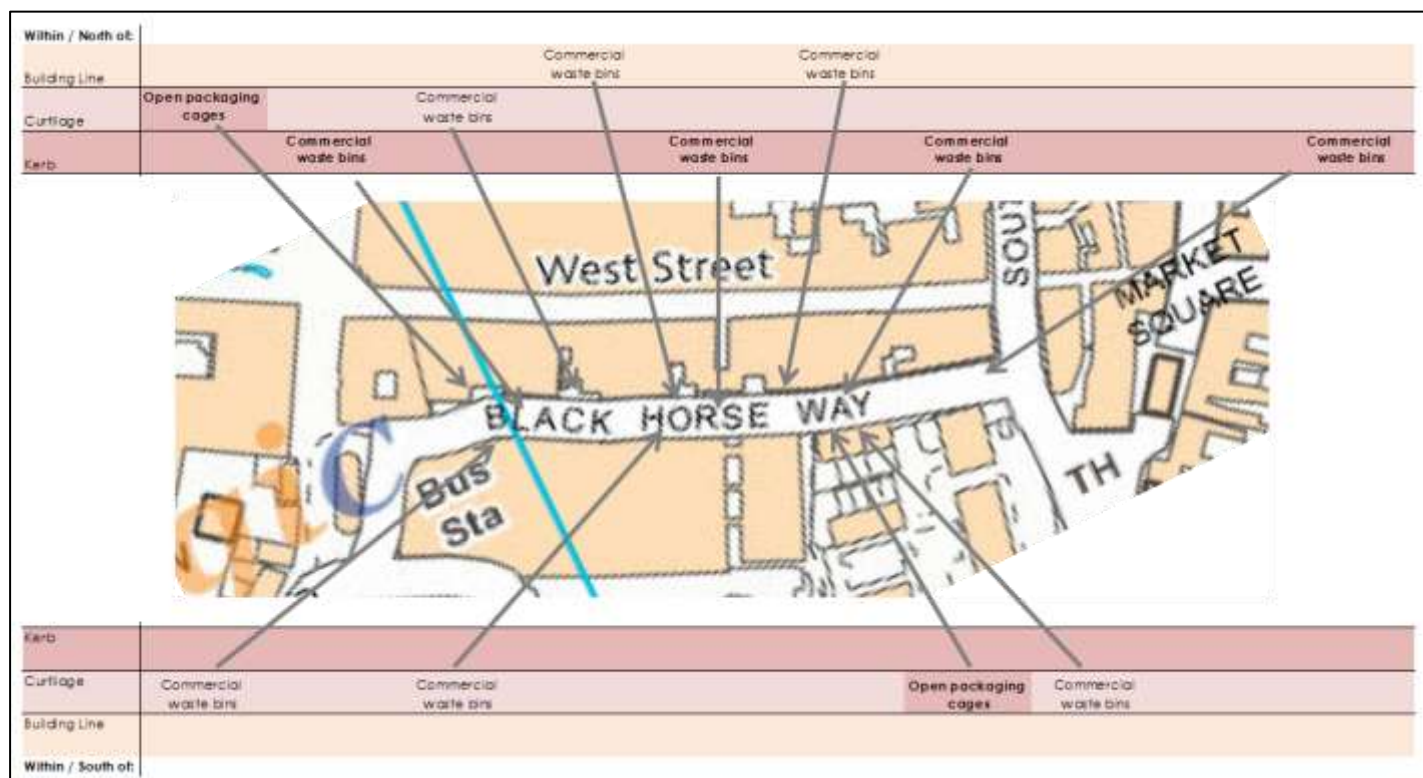 Within / North of:
Commercial
waste bins
Commercial
waste bins
Building Line
Open packaging
cages
Commercial
waste bins
Curtilage
Commercial
waste bins
Commercial
waste bins
Commercial
waste bins
Commercial
waste bins
Kerb
West Street
SOUT
MARKET
SQUARE
BLACK HORSE WAY
Bus
Sta
TH
Kerb
Curtilage
Commercial
waste bins
Commercial
waste bins
Open packaging
cages
Commercial
waste bins
Building Line
Within / South of: